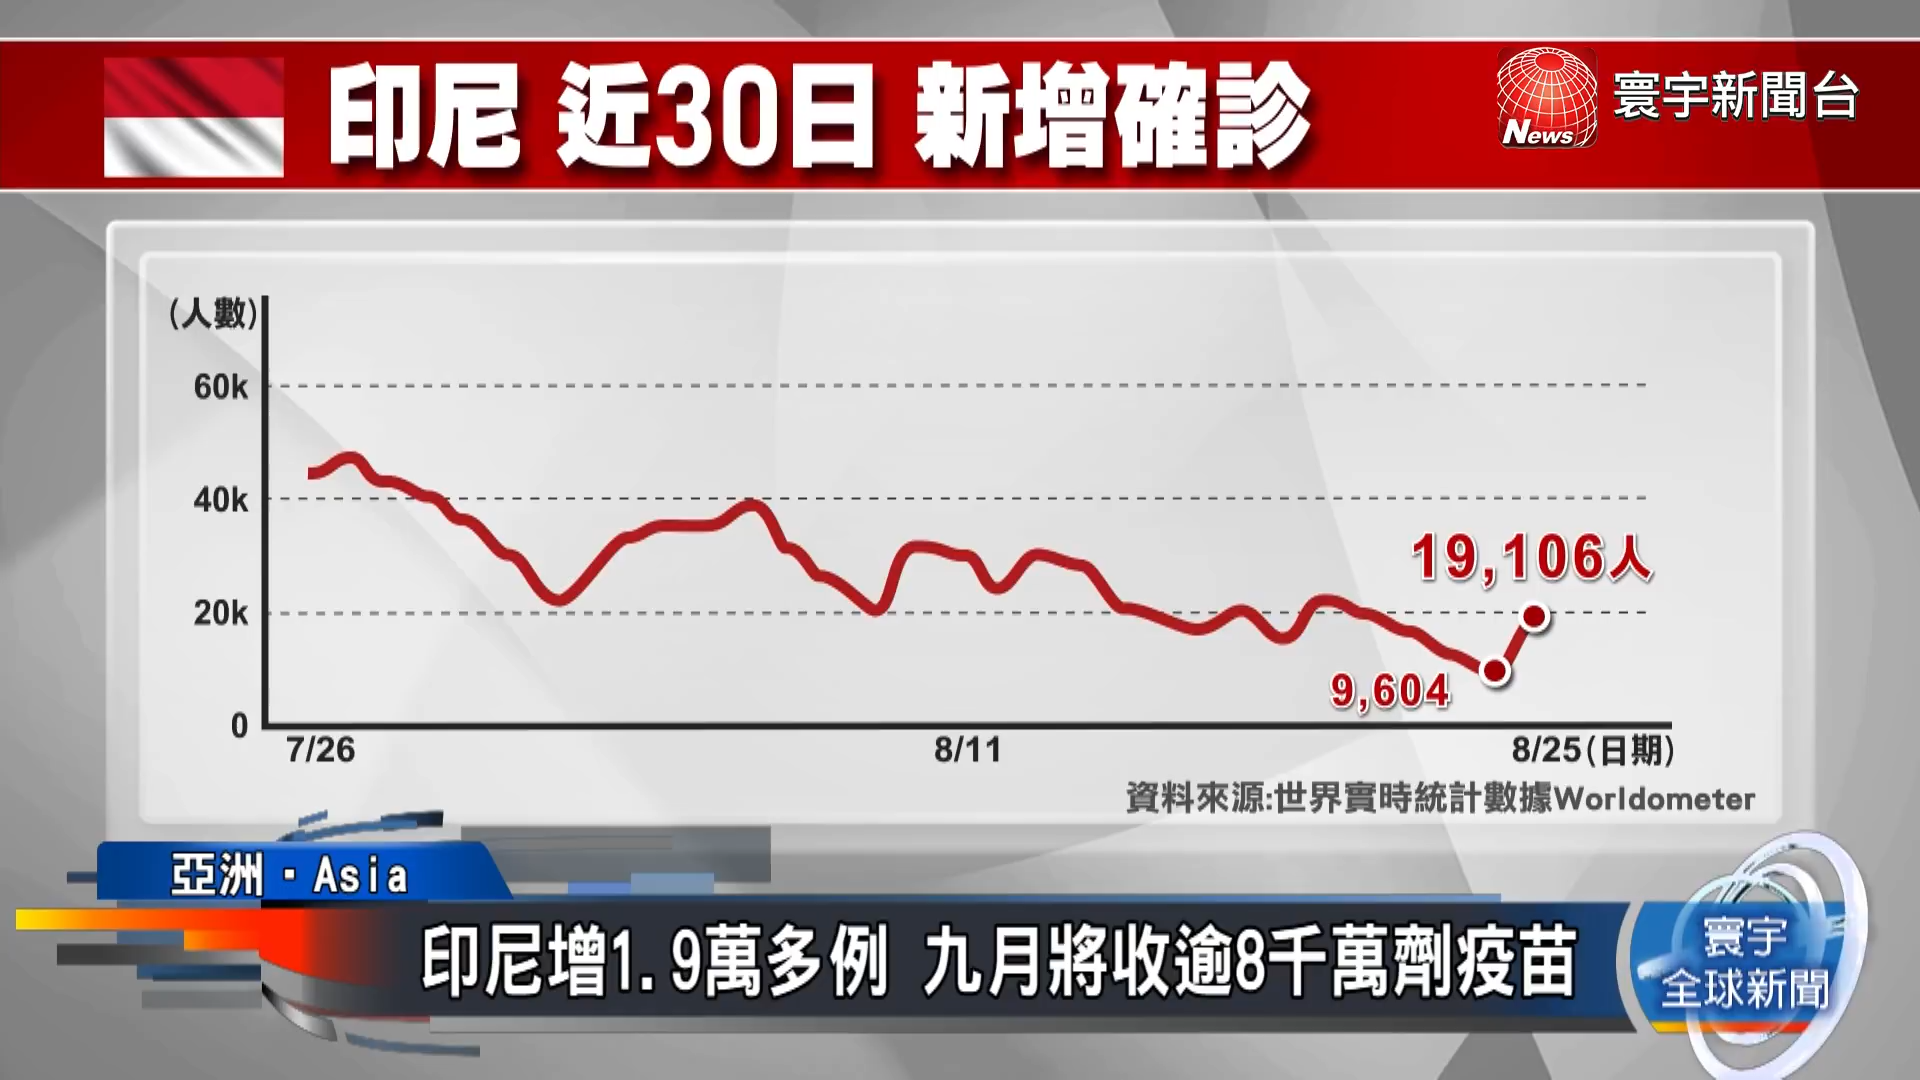 印尼 近30日 新增確診
News 寰宇新聞台
(人數)
60k
40k
20k
0
19,106人
9,604
7/26 8/11 8/25(日期)
資料來源:世界實時統計數據Worldometer
亞洲·Asia
印尼增1.9萬多例 九月將收逾8千萬劑疫苗
寰宇
全球新聞